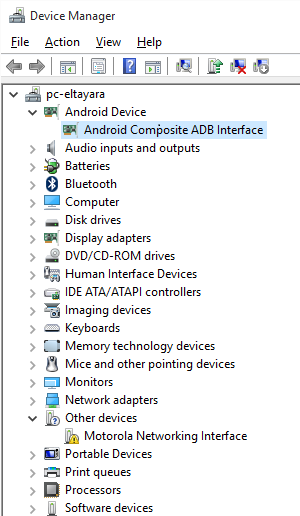 Device Manager
File Action View Help
pc-eltayara
Android Device
Android Composite ADB Interface
Audio inputs and outputs
Batteries
Bluetooth
Computer
Disk drives
Display adapters
DVD/CD-ROM drives
Human Interface Devices
IDE ATA/ATAPI controllers
Imaging devices
Keyboards
Memory technology devices
Mice and other pointing devices
Monitors
Network adapters
Other devices
Motorola Networking Interface
Portable Devices
Print queues
Processors
Software devices